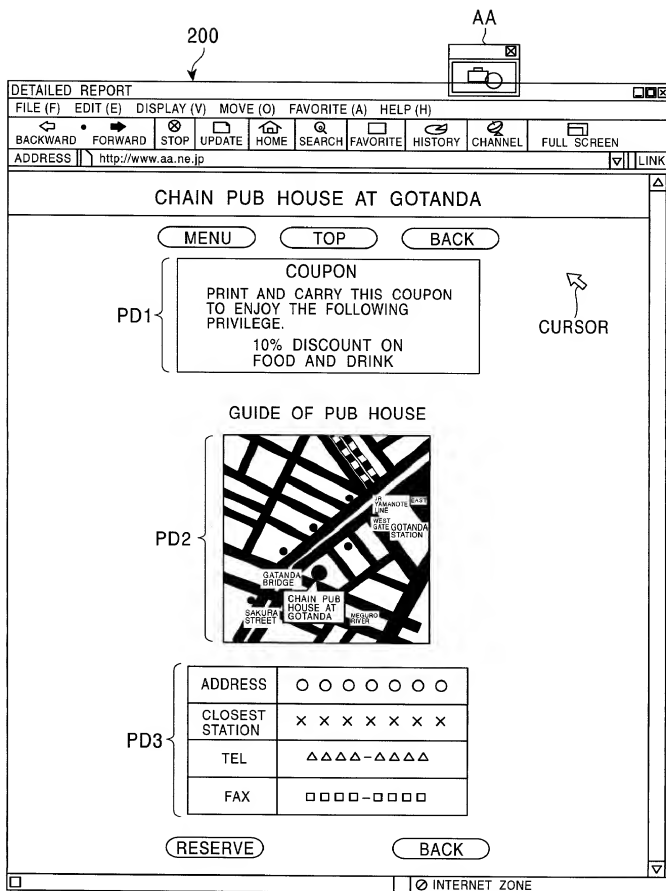 AA
200
DETAILED REPORT
FILE (F) EDIT (E) DISPLAY (V) MOVE (O) FAVORITE (A) HELP (H)
BACKWARD FORWARD STOP UPDATE HOME SEARCH FAVORITE HISTORY CHANNEL FULL SCREEN
ADDRESS http://www.aa.ne.jp LINK
CHAIN PUB HOUSE AT GOTANDA
MENU TOP BACK
PD1
COUPON
PRINT AND CARRY THIS COUPON
TO ENJOY THE FOLLOWING
PRIVILEGE.
10% DISCOUNT ON
FOOD AND DRINK
CURSOR
GUIDE OF PUB HOUSE
PD2
JR
YAMANOTE
LINE
EAST
WEST
GATE
GOTANDA
STATION
GATANDA
BRIDGE
CHAIN PUB
HOUSE AT
GOTANDA
SAKURA
STREET
MEGURO
RIVER
PD3
ADDRESS ○ ○ ○ ○ ○ ○ ○
CLOSEST
STATION × × × × × × × ×
TEL △△△△-△△△△
FAX □□□□-□□□□
RESERVE BACK
INTERNET ZONE